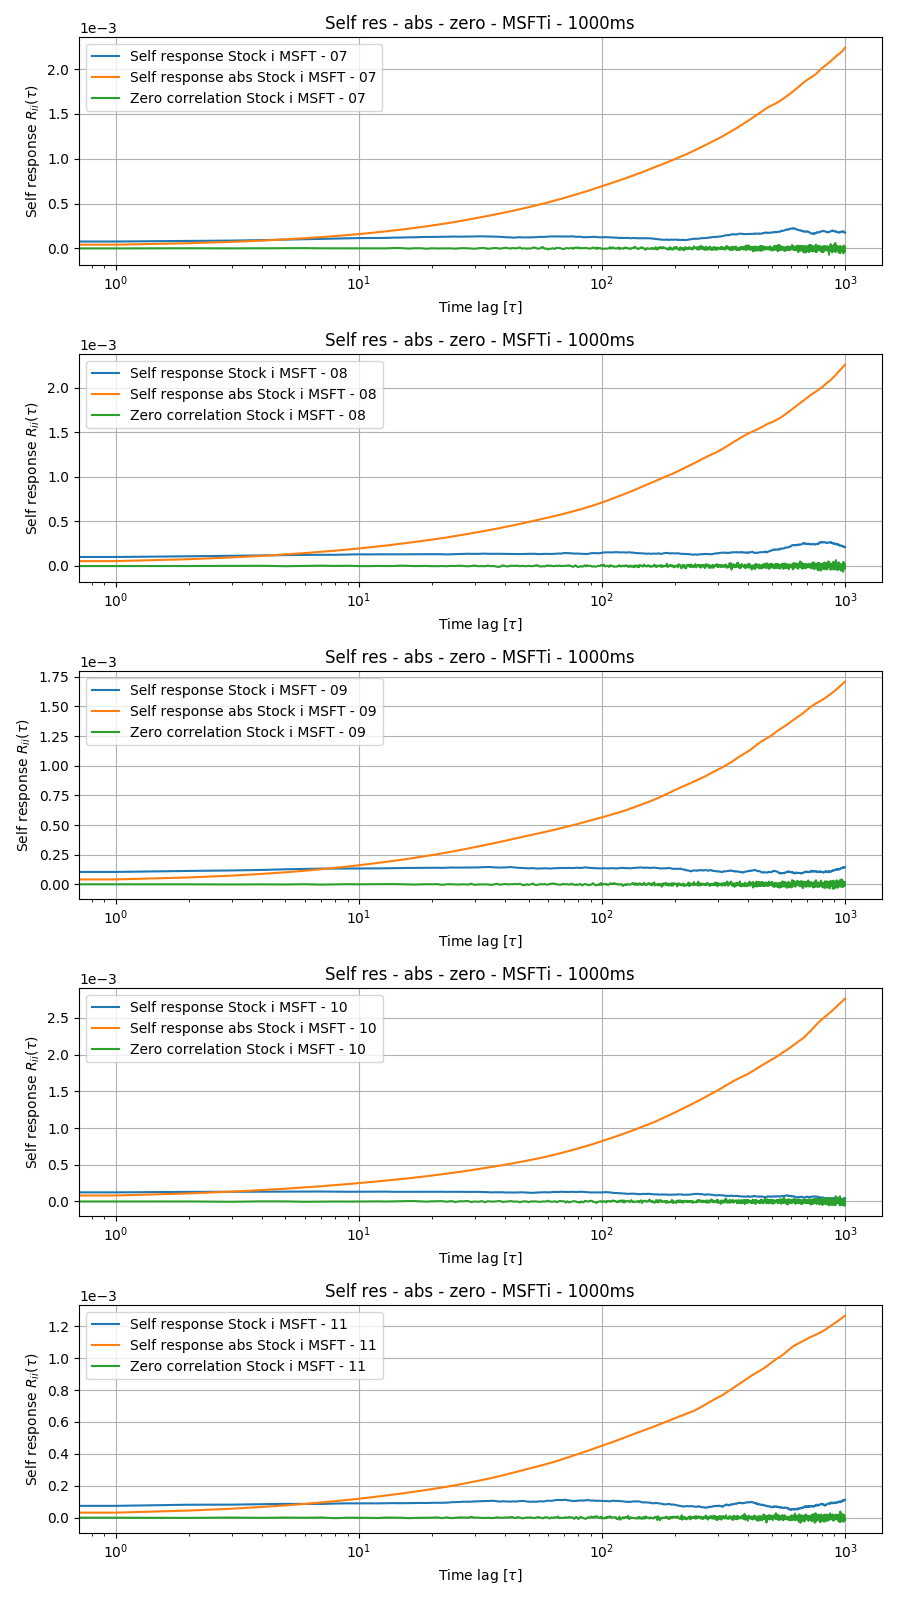 Self res - abs - zero - MSFTi - 1000ms
1e−3
Self response Stock i MSFT - 07
Self response abs Stock i MSFT - 07
Zero correlation Stock i MSFT - 07
Self response R_{ii}(τ)
2.0
1.5
1.0
0.5
0.0
10^0 10^1 10^2 10^3
Time lag [τ]
Self res - abs - zero - MSFTi - 1000ms
1e−3
Self response Stock i MSFT - 08
Self response abs Stock i MSFT - 08
Zero correlation Stock i MSFT - 08
Self response R_{ii}(τ)
2.0
1.5
1.0
0.5
0.0
10^0 10^1 10^2 10^3
Time lag [τ]
Self res - abs - zero - MSFTi - 1000ms
1e−3
Self response Stock i MSFT - 09
Self response abs Stock i MSFT - 09
Zero correlation Stock i MSFT - 09
Self response R_{ii}(τ)
1.75
1.50
1.25
1.00
0.75
0.50
0.25
0.00
10^0 10^1 10^2 10^3
Time lag [τ]
Self res - abs - zero - MSFTi - 1000ms
1e−3
Self response Stock i MSFT - 10
Self response abs Stock i MSFT - 10
Zero correlation Stock i MSFT - 10
Self response R_{ii}(τ)
2.5
2.0
1.5
1.0
0.5
0.0
10^0 10^1 10^2 10^3
Time lag [τ]
Self res - abs - zero - MSFTi - 1000ms
1e−3
Self response Stock i MSFT - 11
Self response abs Stock i MSFT - 11
Zero correlation Stock i MSFT - 11
Self response R_{ii}(τ)
1.2
1.0
0.8
0.6
0.4
0.2
0.0
10^0 10^1 10^2 10^3
Time lag [τ]